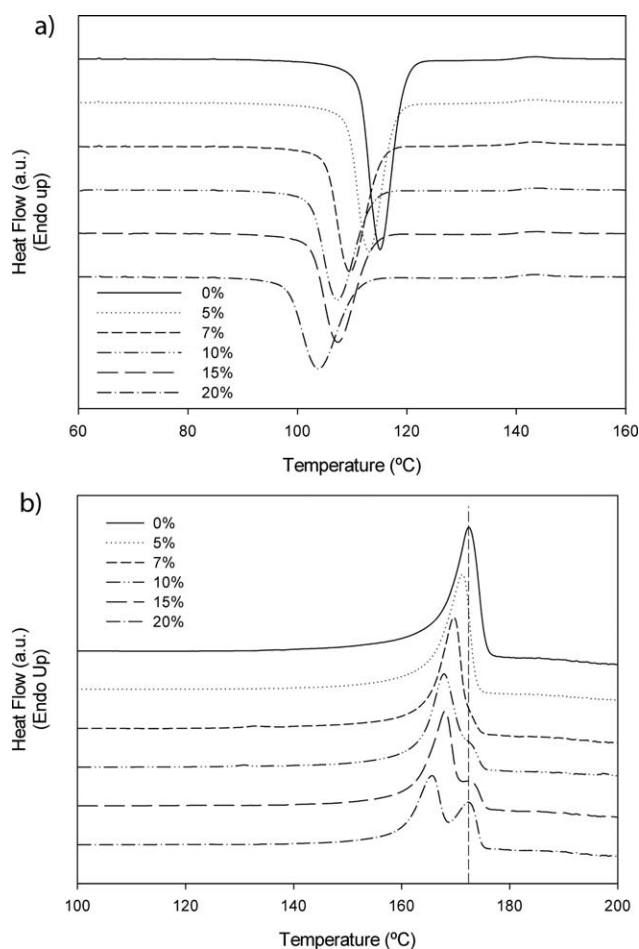 a)
Heat Flow (a.u.)
(Endo up)
0%
5%
7%
10%
15%
20%
60 80 100 120 140 160
Temperature (ºC)
b)
Heat Flow (a.u.)
(Endo Up)
0%
5%
7%
10%
15%
20%
100 120 140 160 180 200
Temperature (ºC)